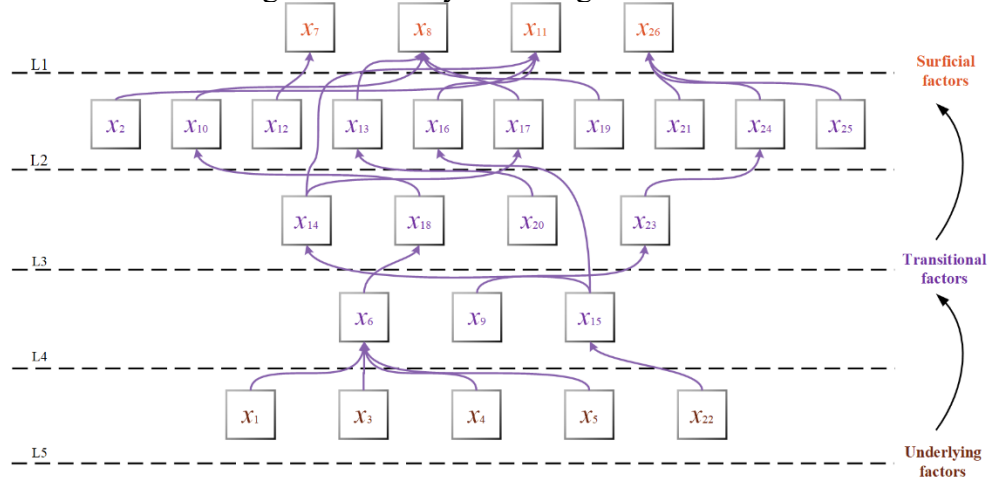 x7 x8 x11 x26
L1
Surficial
factors
x2 x10 x12 x13 x16 x17 x19 x21 x24 x25
L2
x14 x18 x20 x23
L3
Transitional
factors
x6 x9 x15
L4
x1 x3 x4 x5 x22
L5
Underlying
factors